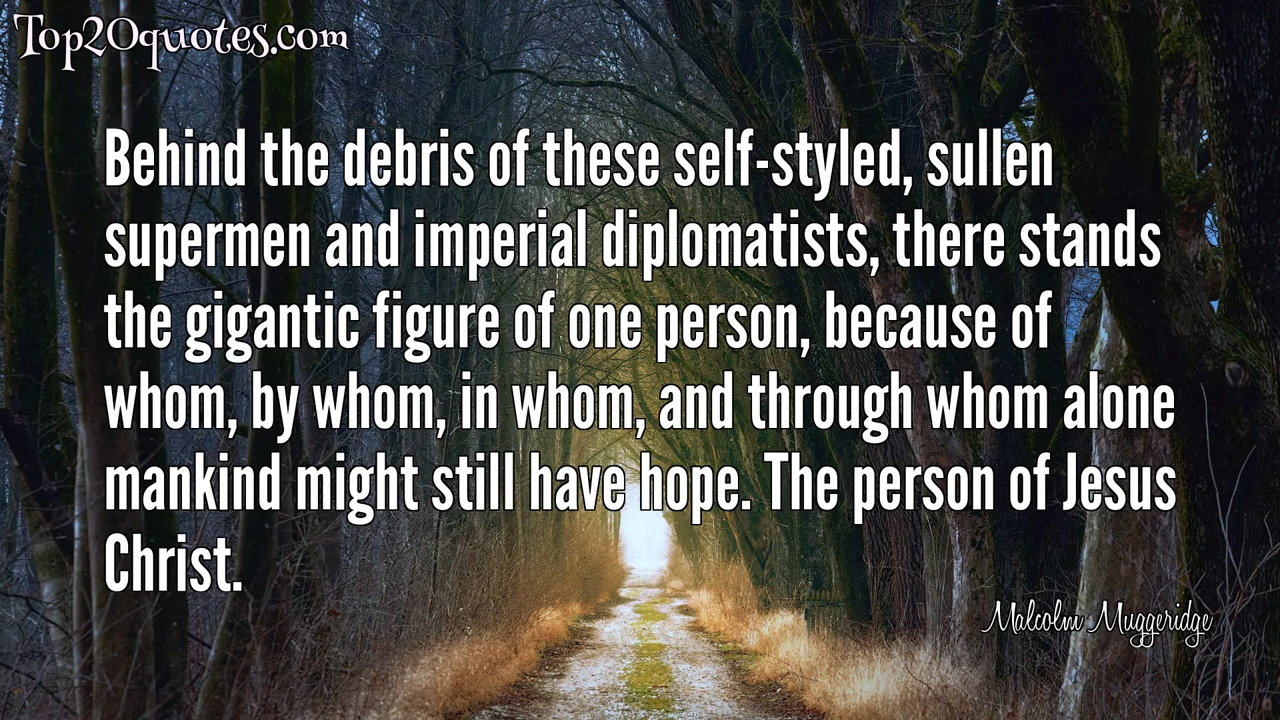 Top20quotes.com
Behind the debris of these self-styled, sullen
supermen and imperial diplomatists, there stands
the gigantic figure of one person, because of
whom, by whom, in whom, and through whom alone
mankind might still have hope. The person of Jesus
Christ.
Malcolm Muggeridge